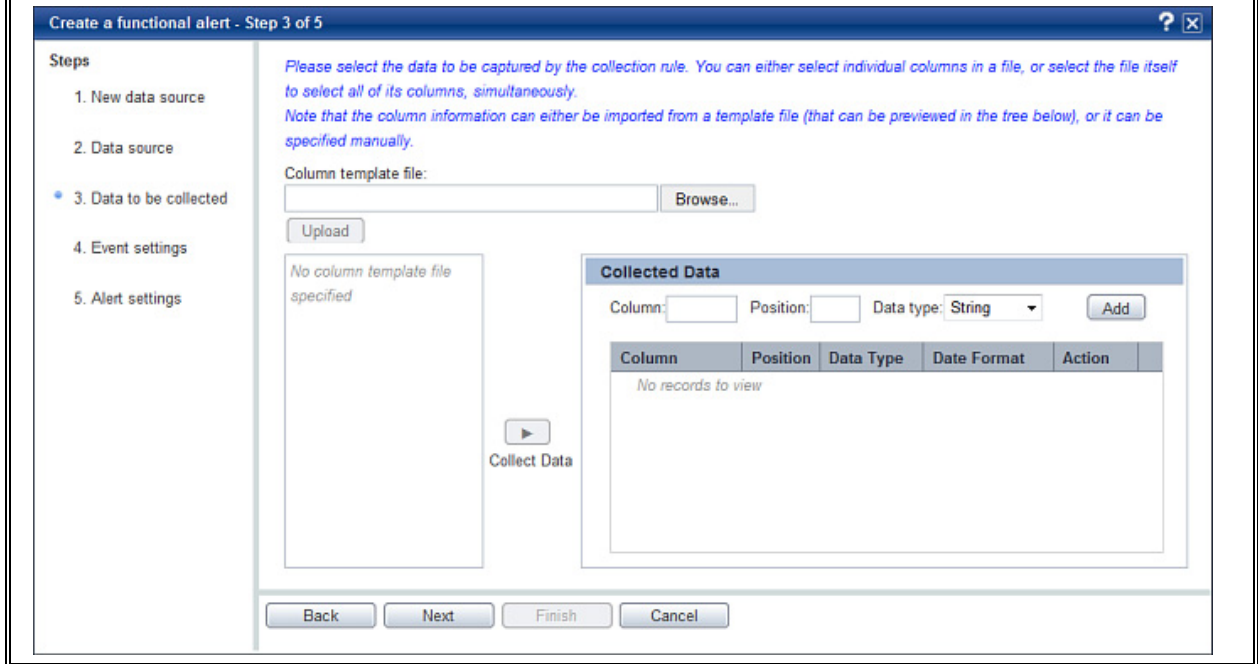 Create a functional alert - Step 3 of 5 ?
Steps
1. New data source
2. Data source
3. Data to be collected
4. Event settings
5. Alert settings
Please select the data to be captured by the collection rule. You can either select individual columns in a file, or select the file itself
to select all of its columns, simultaneously.
Note that the column information can either be imported from a template file (that can be previewed in the tree below), or it can be
specified manually.
Column template file:
Browse...
Upload
No column template file
specified
Collect Data
Collected Data
Column: Position: Data type: String Add
Column Position Data Type Date Format Action
No records to view
Back Next Finish Cancel